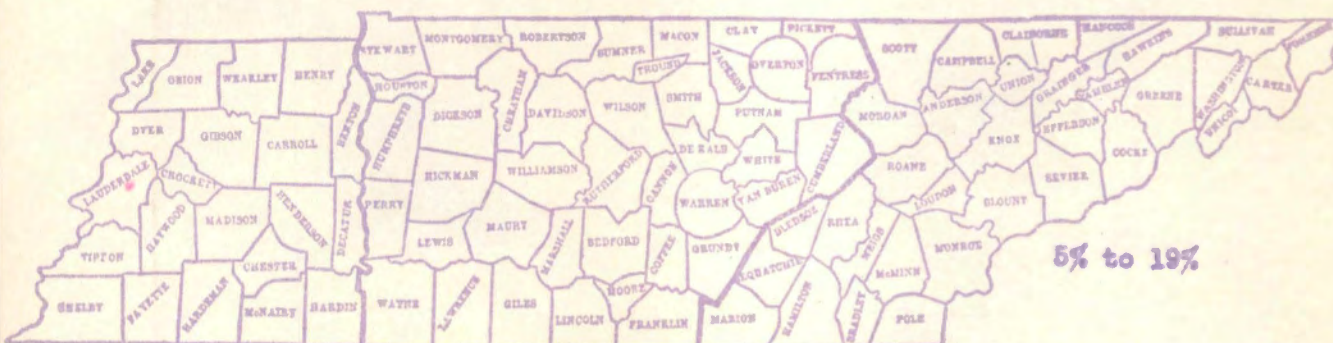 STEWART MONTGOMERY ROBERTSON SUMNER MACON CLAY PICKETT SCOTT CAMPBELL CLAIBORNE HANCOCK HAWKINS SULLIVAN
LAKE OBION WEAKLEY HENRY HOUSTON TROUSDALE JACKSON OVERTON FENTRESS UNION GRAINGER HAMBLEN GREENE WASHINGTON UNICOI CARTER
DYER GIBSON CARROLL BENTON HUMPHREYS DICKSON CHEATHAM DAVIDSON WILSON SMITH PUTNAM MORGAN ANDERSON KNOX JEFFERSON COCKE
LAUDERDALE CROCKETT HICKMAN WILLIAMSON RUTHERFORD CANNON DE KALB WHITE CUMBERLAND ROANE LOUDON BLOUNT SEVIER
HAYWOOD MADISON HENDERSON DECATUR PERRY LEWIS MAURY MARSHALL BEDFORD COFFEE WARREN VAN BUREN GRUNDY BLEDSOE RHEA MEIGS MONROE
TIPTON CHESTER MOORE SEQUATCHIE McMINN
5% to 19%
SHELBY FAYETTE HARDEMAN McNAIRY HARDIN WAYNE LAWRENCE GILES LINCOLN FRANKLIN MARION HAMILTON BRADLEY POLK